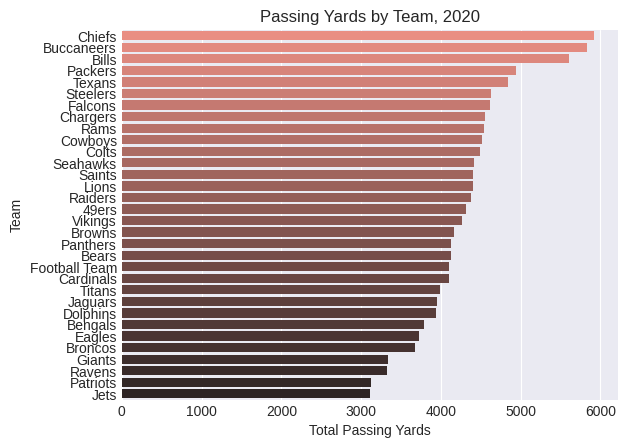 Passing Yards by Team, 2020
Team
Chiefs
Buccaneers
Bills
Packers
Texans
Steelers
Falcons
Chargers
Rams
Cowboys
Colts
Seahawks
Saints
Lions
Raiders
49ers
Vikings
Browns
Panthers
Bears
Football Team
Cardinals
Titans
Jaguars
Dolphins
Bengals
Eagles
Broncos
Giants
Ravens
Patriots
Jets
0 1000 2000 3000 4000 5000 6000
Total Passing Yards